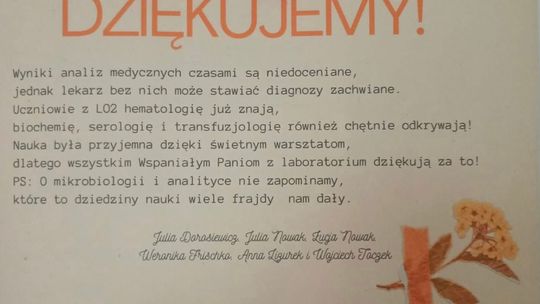 DZIĘKUJEMY!
Wyniki analiz medycznych czasami są niedoceniane,
jednak lekarz bez nich może stawiać diagnozy zachwiane.
Uczniowie z LO2 hematologię już znają,
biochemię, serologię i transfuzjologię również chętnie odkrywają!
Nauka była przyjemna dzięki świetnym warsztatom,
dlatego wszystkim Wspaniałym Paniom z laboratorium dziękują za to!
PS: O mikrobiologii i analityce nie zapominamy,
które to dziedziny nauki wiele frajdy nam dały.
Julia Dorosiewicz, Julia Nowak, Łucja Nowak,
Weronika Frischko, Anna Ligurek i Wojciech Toczek